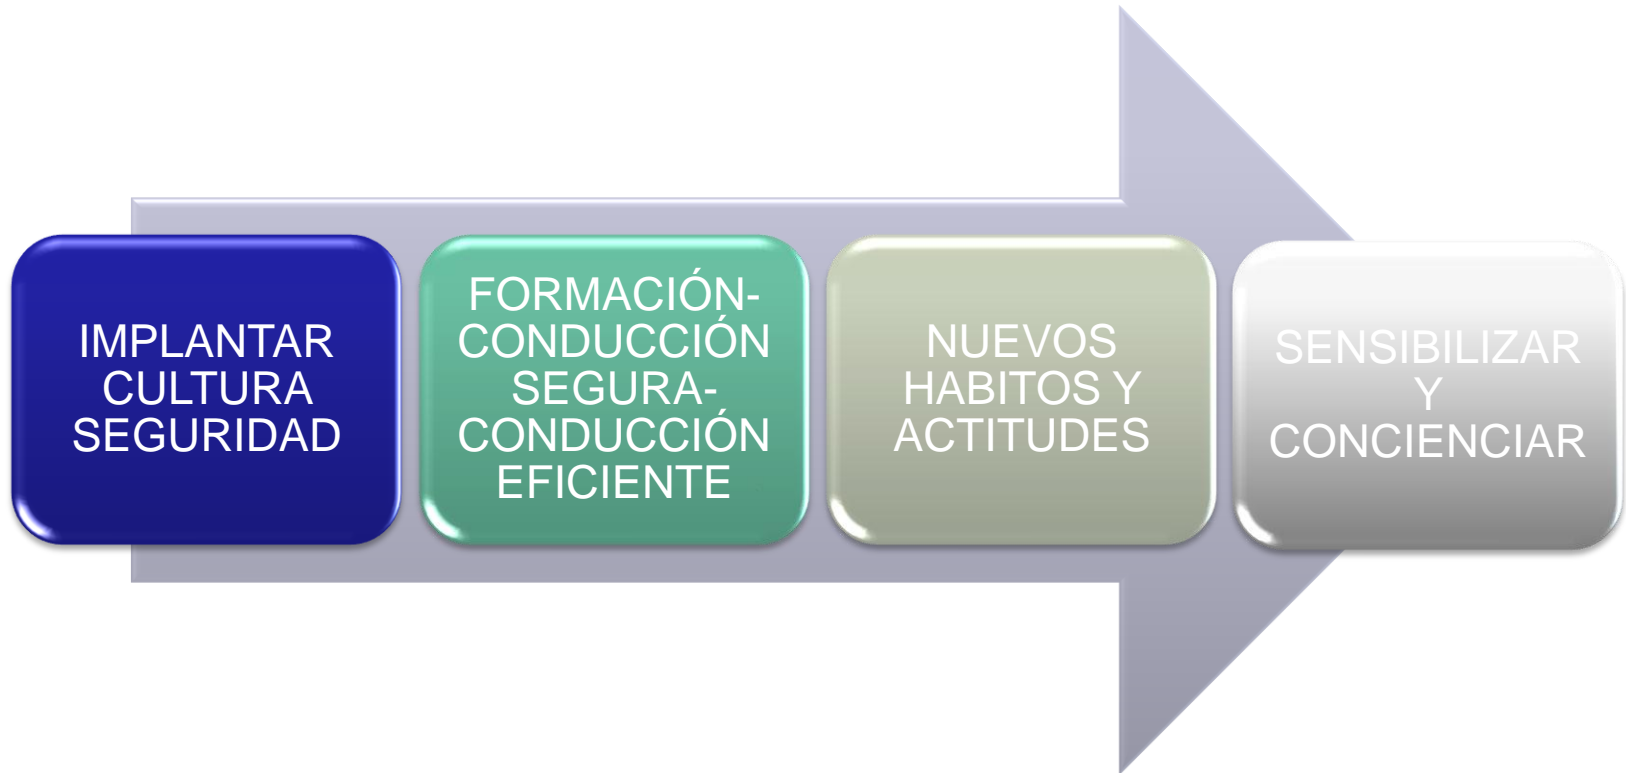 IMPLANTAR
CULTURA
SEGURIDAD
FORMACIÓN-
CONDUCCIÓN
SEGURA-
CONDUCCIÓN
EFICIENTE
NUEVOS
HABITOS Y
ACTITUDES
SENSIBILIZAR
Y
CONCIENCIAR